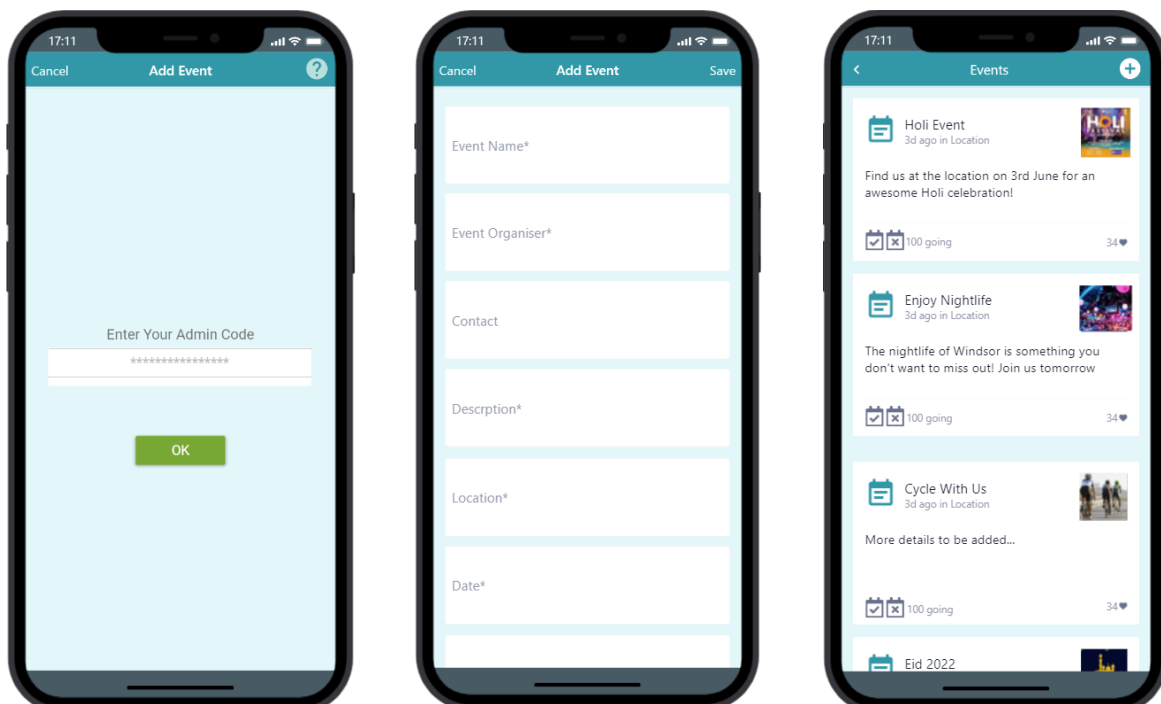 17:11
Cancel Add Event ?
Enter Your Admin Code
****************
OK
17:11
Cancel Add Event Save
Event Name*
Event Organiser*
Contact
Descrption*
Location*
Date*
17:11
< Events +
Holi Event
3d ago in Location
HOLI
FESTIVAL
Find us at the location on 3rd June for an
awesome Holi celebration!
100 going 34
Enjoy Nightlife
3d ago in Location
The nightlife of Windsor is something you
don't want to miss out! Join us tomorrow
100 going 34
Cycle With Us
3d ago in Location
More details to be added...
100 going 34
Eid 2022